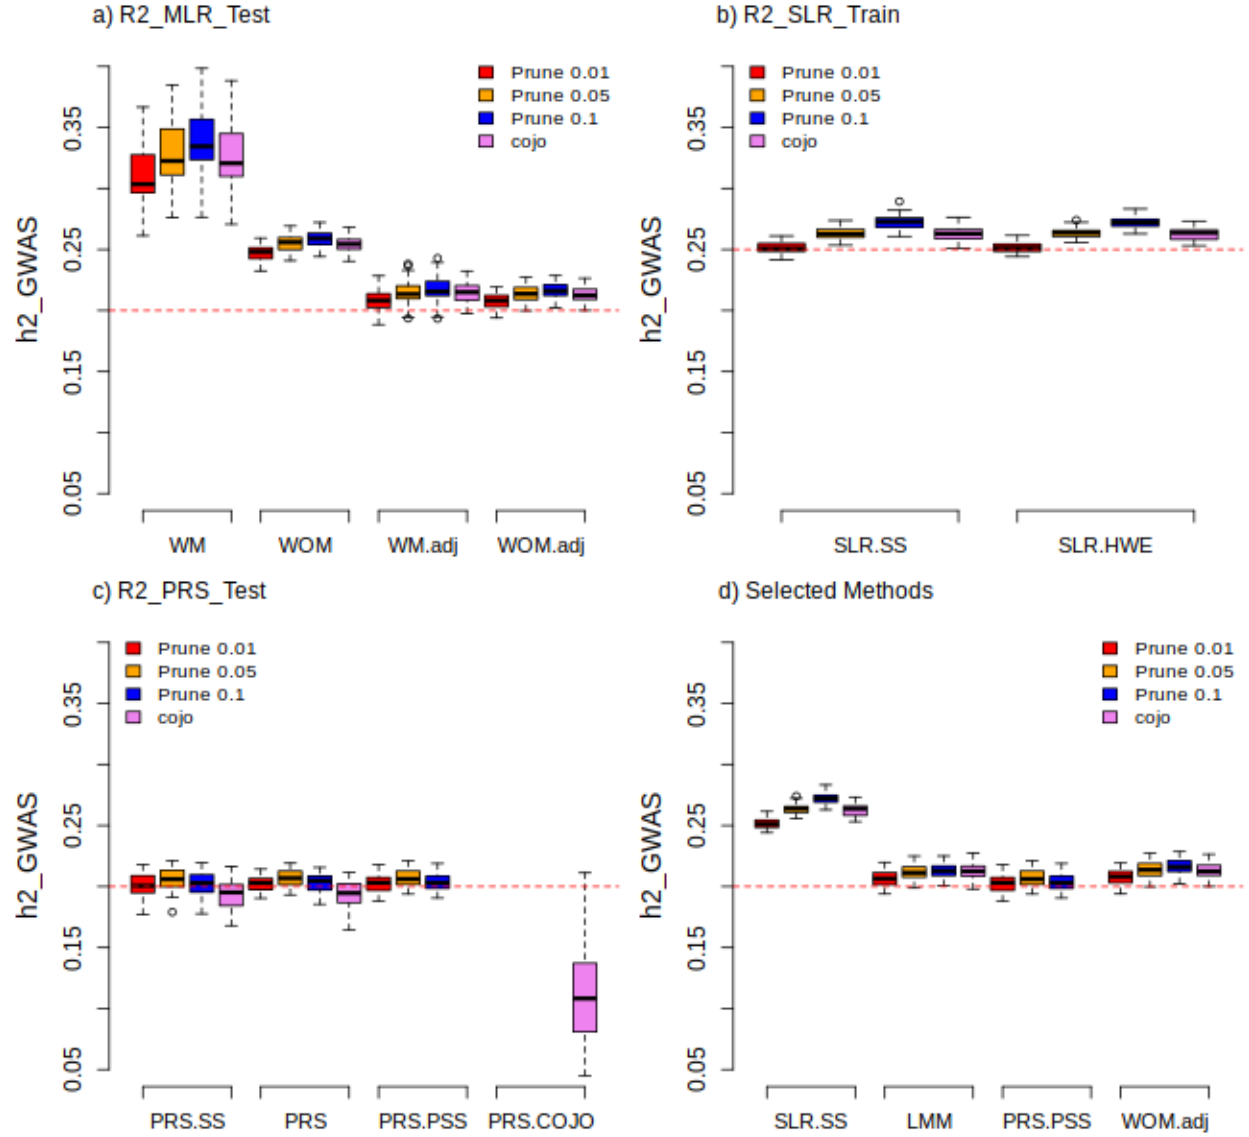 a) R2_MLR_Test
Prune 0.01
Prune 0.05
Prune 0.1
cojo
h2_GWAS
0.35
0.25
0.15
0.05
WM
WOM
WM.adj
WOM.adj
b) R2_SLR_Train
Prune 0.01
Prune 0.05
Prune 0.1
cojo
h2_GWAS
0.35
0.25
0.15
0.05
SLR.SS
SLR.HWE
c) R2_PRS_Test
Prune 0.01
Prune 0.05
Prune 0.1
cojo
h2_GWAS
0.35
0.25
0.15
0.05
PRS.SS
PRS
PRS.PSS
PRS.COJO
d) Selected Methods
Prune 0.01
Prune 0.05
Prune 0.1
cojo
h2_GWAS
0.35
0.25
0.15
0.05
SLR.SS
LMM
PRS.PSS
WOM.adj